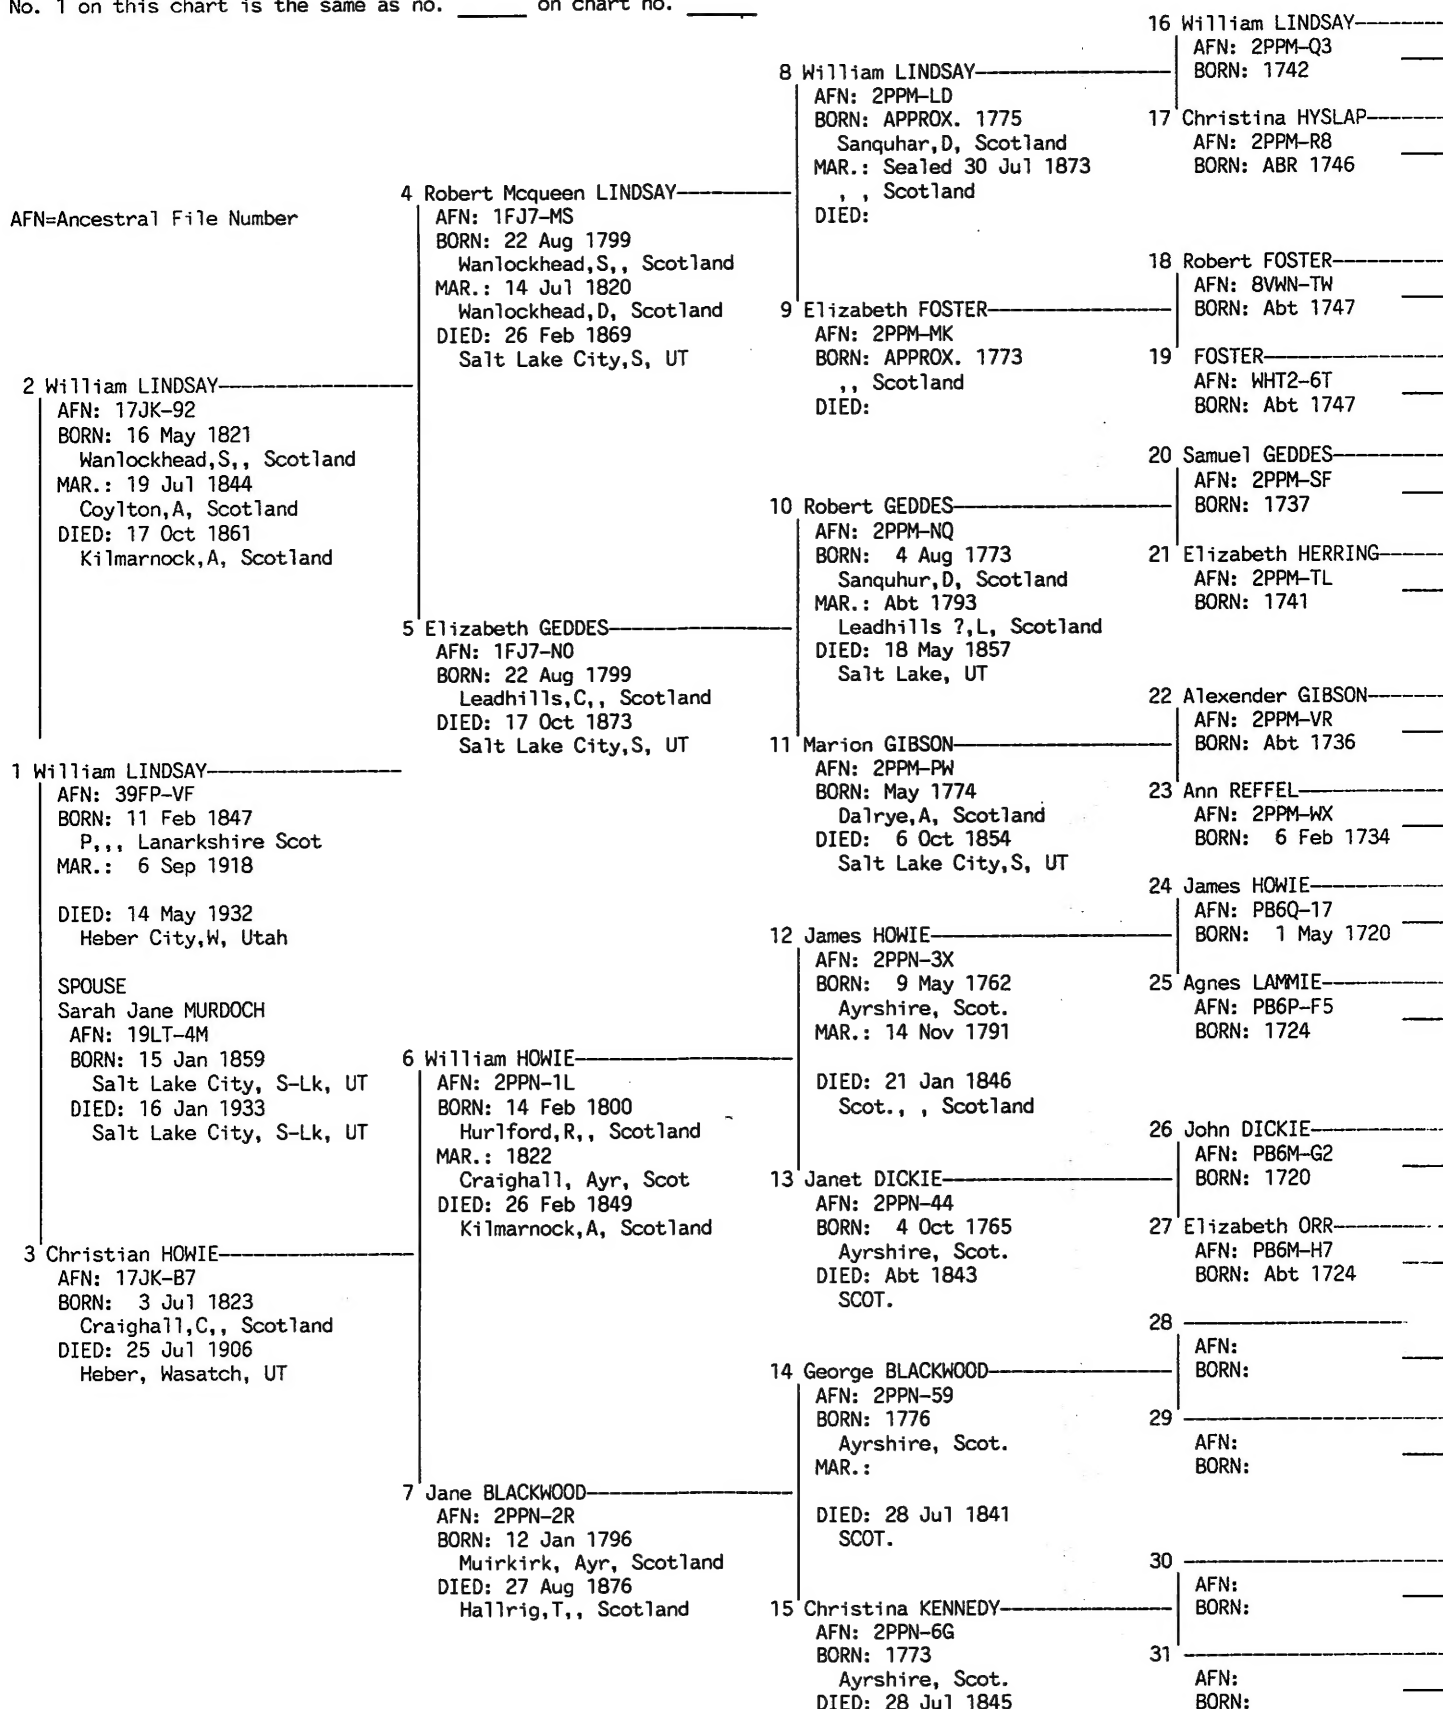 No. 1 on this chart is the same as no. ______ on chart no. ______
AFN=Ancestral File Number
1 William LINDSAY
AFN: 39FP-VF
BORN: 11 Feb 1847
P,,, Lanarkshire Scot
MAR.: 6 Sep 1918
DIED: 14 May 1932
Heber City,W, Utah
SPOUSE
Sarah Jane MURDOCH
AFN: 19LT-4M
BORN: 15 Jan 1859
Salt Lake City, S-Lk, UT
DIED: 16 Jan 1933
Salt Lake City, S-Lk, UT
2 William LINDSAY
AFN: 17JK-92
BORN: 16 May 1821
Wanlockhead,S,, Scotland
MAR.: 19 Jul 1844
Coylton,A, Scotland
DIED: 17 Oct 1861
Kilmarnock,A, Scotland
3 Christian HOWIE
AFN: 17JK-B7
BORN: 3 Jul 1823
Craighall,C,, Scotland
DIED: 25 Jul 1906
Heber, Wasatch, UT
4 Robert Mcqueen LINDSAY
AFN: 1FJ7-MS
BORN: 22 Aug 1799
Wanlockhead,S,, Scotland
MAR.: 14 Jul 1820
Wanlockhead,D, Scotland
DIED: 26 Feb 1869
Salt Lake City,S, UT
5 Elizabeth GEDDES
AFN: 1FJ7-N0
BORN: 22 Aug 1799
Leadhills,C,, Scotland
DIED: 17 Oct 1873
Salt Lake City,S, UT
6 William HOWIE
AFN: 2PPN-1L
BORN: 14 Feb 1800
Hurlford,R,, Scotland
MAR.: 1822
Craighall, Ayr, Scot
DIED: 26 Feb 1849
Kilmarnock,A, Scotland
7 Jane BLACKWOOD
AFN: 2PPN-2R
BORN: 12 Jan 1796
Muirkirk, Ayr, Scotland
DIED: 27 Aug 1876
Hallrig,T,, Scotland
8 William LINDSAY
AFN: 2PPM-LD
BORN: APPROX. 1775
Sanquhar,D, Scotland
MAR.: Sealed 30 Jul 1873
, , Scotland
DIED:
9 Elizabeth FOSTER
AFN: 2PPM-MK
BORN: APPROX. 1773
,, Scotland
DIED:
10 Robert GEDDES
AFN: 2PPM-NQ
BORN: 4 Aug 1773
Sanquhur,D, Scotland
MAR.: Abt 1793
Leadhills ?,L, Scotland
DIED: 18 May 1857
Salt Lake, UT
11 Marion GIBSON
AFN: 2PPM-PW
BORN: May 1774
Dalrye,A, Scotland
DIED: 6 Oct 1854
Salt Lake City,S, UT
12 James HOWIE
AFN: 2PPN-3X
BORN: 9 May 1762
Ayrshire, Scot.
MAR.: 14 Nov 1791
DIED: 21 Jan 1846
Scot., , Scotland
13 Janet DICKIE
AFN: 2PPN-44
BORN: 4 Oct 1765
Ayrshire, Scot.
DIED: Abt 1843
SCOT.
14 George BLACKWOOD
AFN: 2PPN-59
BORN: 1776
Ayrshire, Scot.
MAR.:
DIED: 28 Jul 1841
SCOT.
15 Christina KENNEDY
AFN: 2PPN-6G
BORN: 1773
Ayrshire, Scot.
DIED: 28 Jul 1845
16 William LINDSAY
AFN: 2PPM-Q3
BORN: 1742
17 Christina HYSLAP
AFN: 2PPM-R8
BORN: ABR 1746
18 Robert FOSTER
AFN: 8VWN-TW
BORN: Abt 1747
19 FOSTER
AFN: WHT2-6T
BORN: Abt 1747
20 Samuel GEDDES
AFN: 2PPM-SF
BORN: 1737
21 Elizabeth HERRING
AFN: 2PPM-TL
BORN: 1741
22 Alexender GIBSON
AFN: 2PPM-VR
BORN: Abt 1736
23 Ann REFFEL
AFN: 2PPM-WX
BORN: 6 Feb 1734
24 James HOWIE
AFN: PB6Q-17
BORN: 1 May 1720
25 Agnes LAMMIE
AFN: PB6P-F5
BORN: 1724
26 John DICKIE
AFN: PB6M-G2
BORN: 1720
27 Elizabeth ORR
AFN: PB6M-H7
BORN: Abt 1724
28
AFN:
BORN:
29
AFN:
BORN:
30
AFN:
BORN:
31
AFN:
BORN: